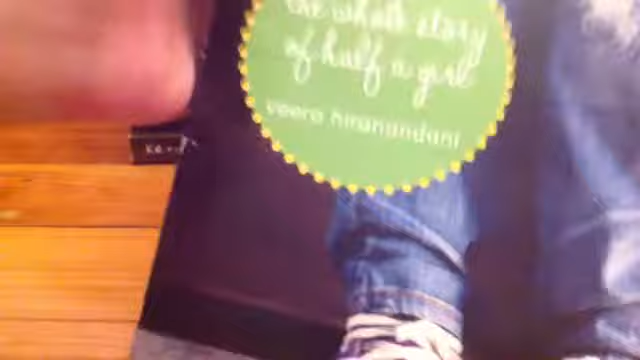 the whole story
of half a girl
veera hiranandani